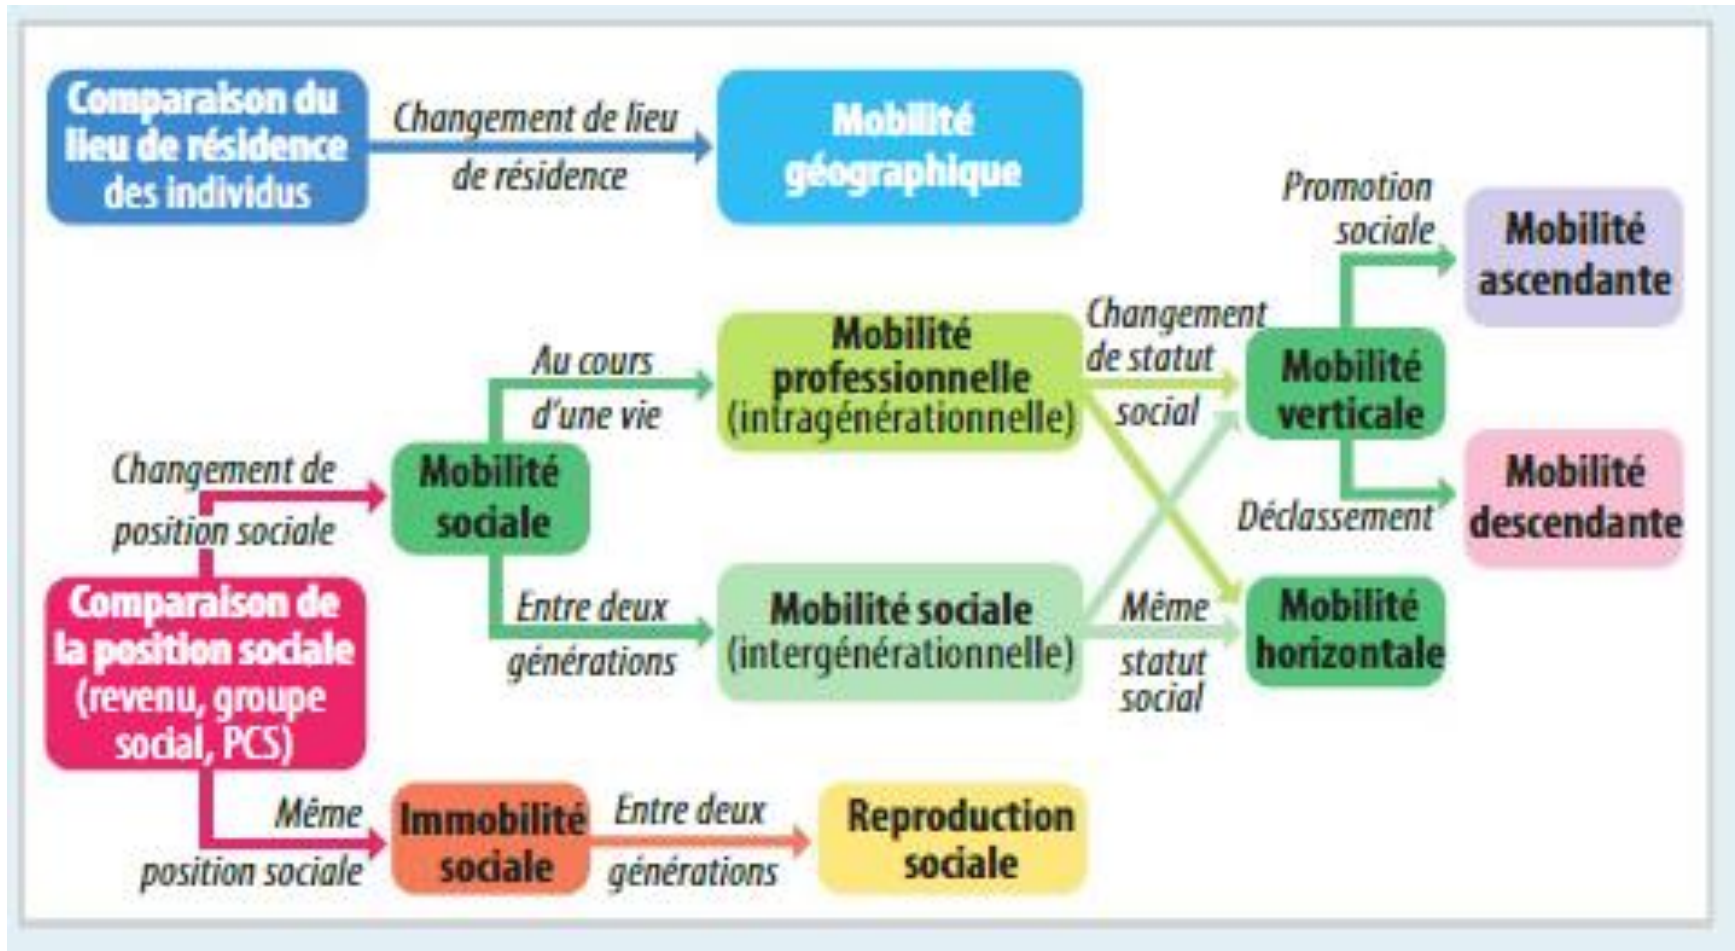 Comparaison du
lieu de résidence
des individus
Changement de lieu
de résidence
Mobilité
géographique
Promotion
sociale
Mobilité
ascendante
Au cours
d'une vie
Mobilité
professionnelle
(intragénérationnelle)
Changement
de statut
social
Mobilité
verticale
Déclassement
Mobilité
descendante
Changement de
position sociale
Mobilité
sociale
Comparaison de
la position sociale
(revenu, groupe
social, PCS)
Entre deux
générations
Mobilité sociale
(intergénérationnelle)
Même
statut
social
Mobilité
horizontale
Même
position sociale
Immobilité
sociale
Entre deux
générations
Reproduction
sociale